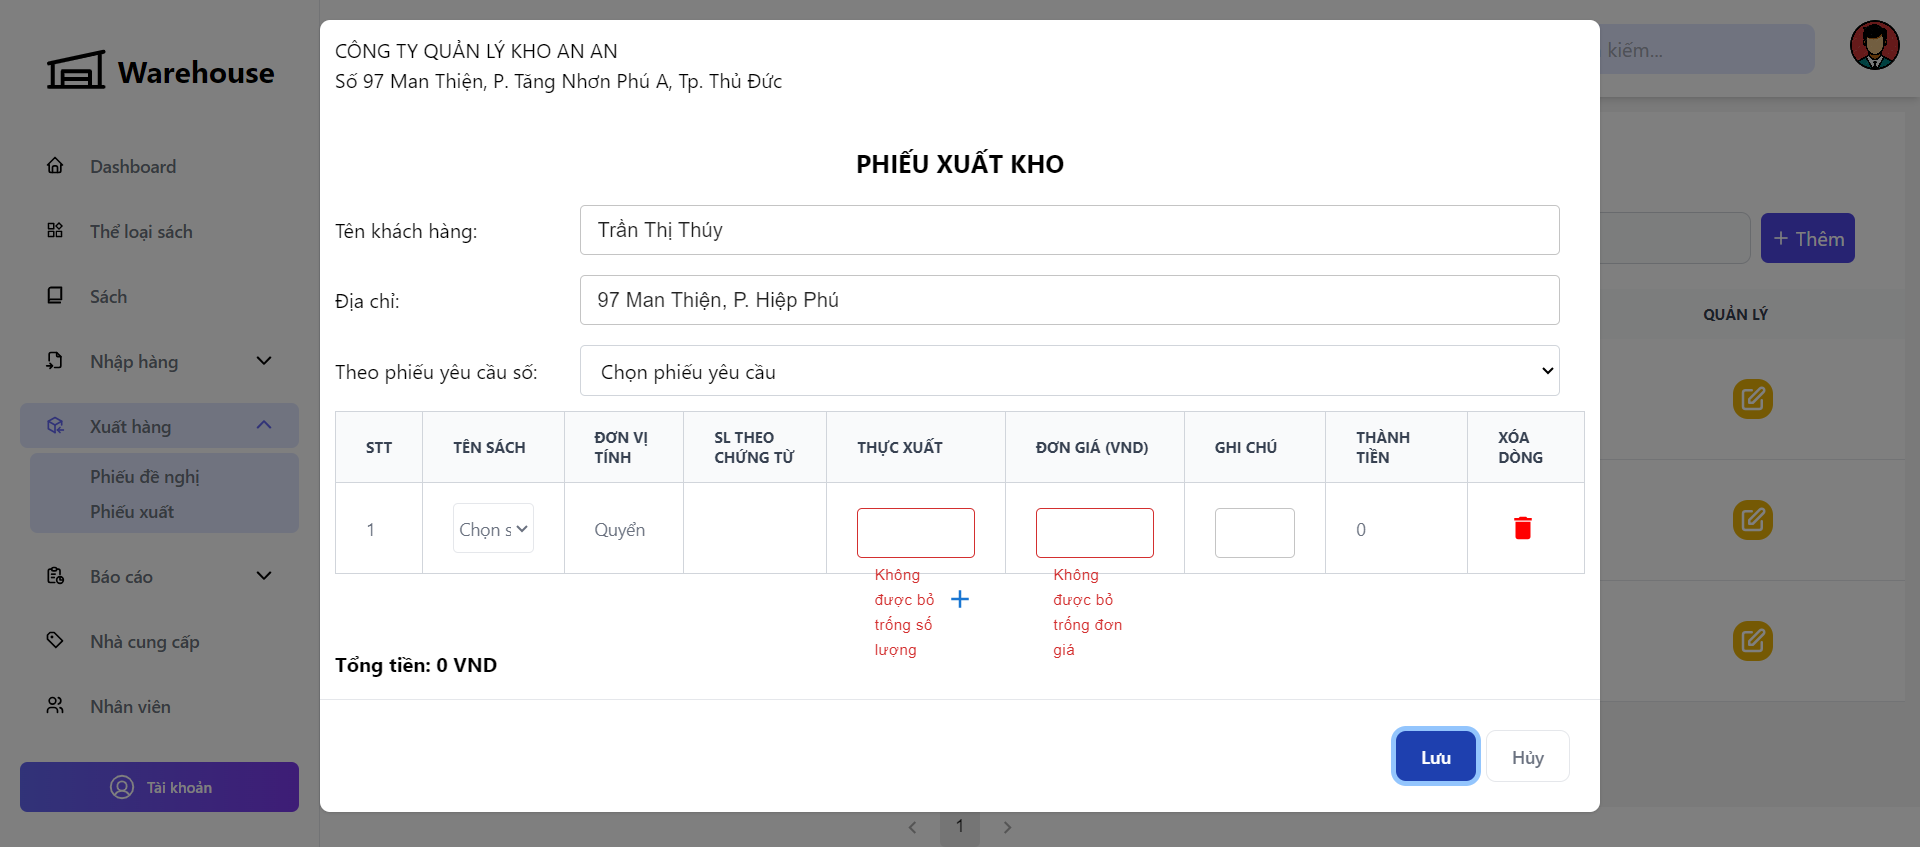 Warehouse
Dashboard
Thể loại sách
Sách
Nhập hàng
Xuất hàng
Phiếu đề nghị
Phiếu xuất
Báo cáo
Nhà cung cấp
Nhân viên
Tài khoản
kiếm...
+ Thêm
QUẢN LÝ
CÔNG TY QUẢN LÝ KHO AN AN
Số 97 Man Thiện, P. Tăng Nhơn Phú A, Tp. Thủ Đức
PHIẾU XUẤT KHO
Tên khách hàng: Trần Thị Thúy
Địa chỉ: 97 Man Thiện, P. Hiệp Phú
Theo phiếu yêu cầu số: Chọn phiếu yêu cầu
STT TÊN SÁCH ĐƠN VỊ TÍNH SL THEO CHỨNG TỪ THỰC XUẤT ĐƠN GIÁ (VND) GHI CHÚ THÀNH TIỀN XÓA DÒNG
1 Chọn s Quyển 0
Không được bỏ trống số lượng
Không được bỏ trống đơn giá
Tổng tiền: 0 VND
Lưu Hủy
1